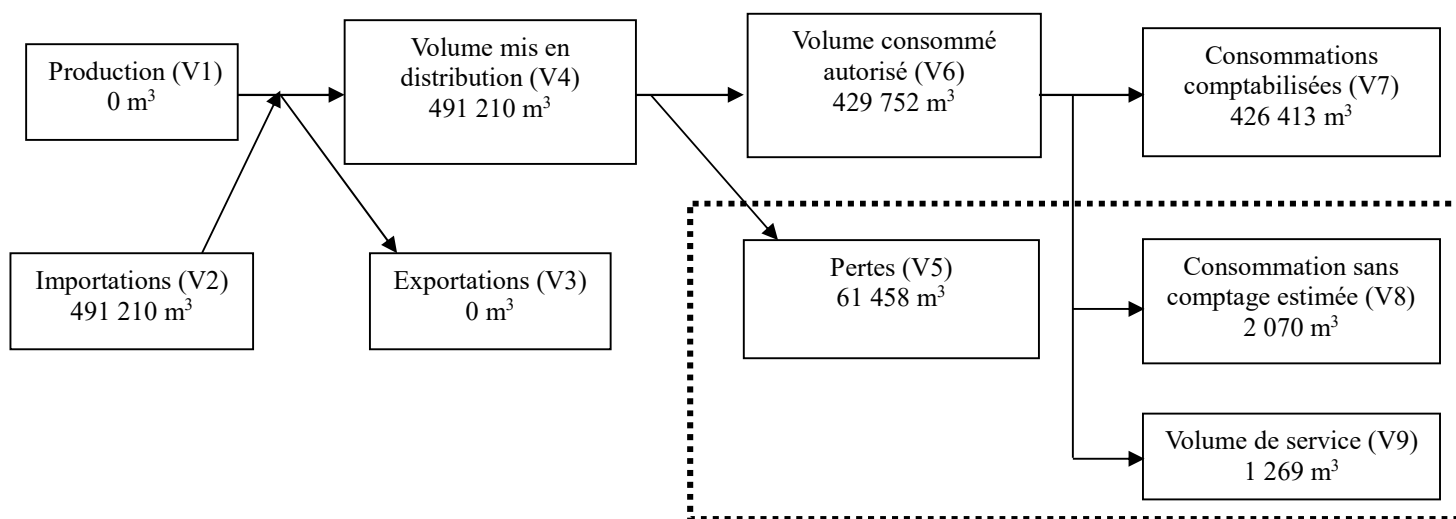 Production (V1)
0 m³
Volume mis en
distribution (V4)
491 210 m³
Volume consommé
autorisé (V6)
429 752 m³
Consommations
comptabilisées (V7)
426 413 m³
Importations (V2)
491 210 m³
Exportations (V3)
0 m³
Pertes (V5)
61 458 m³
Consommation sans
comptage estimée (V8)
2 070 m³
Volume de service (V9)
1 269 m³